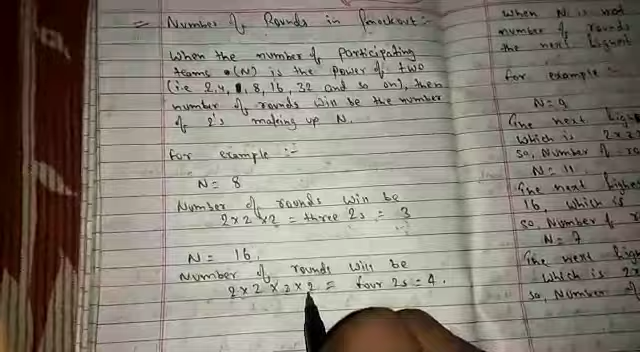 = Number of Rounds in Knockout :-
When the number of participating
teams (N) is the power of two
(i.e 2,4, 8, 16, 32 and so on), then
number of rounds will be the number
of 2's making up N.
For example :-
N = 8
Number of rounds will be
2×2×2 = three 2s = 3
N = 16.
Number of rounds will be
2×2×2×2 = four 2s = 4.
When N is not
number of rounds
the next highest
For example :-
N = 9
The next high
which is 2×2
So, Number of ro
N = 11
The next highes
16, which is
So, Number of r
N = 7
The next high
which is 2×
So, Number of